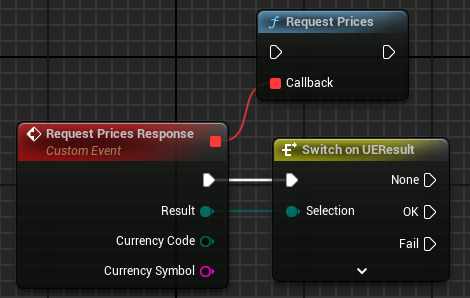 Request Prices
Callback
Request Prices Response
Custom Event
Result
Currency Code
Currency Symbol
Switch on UEResult
Selection
None
OK
Fail